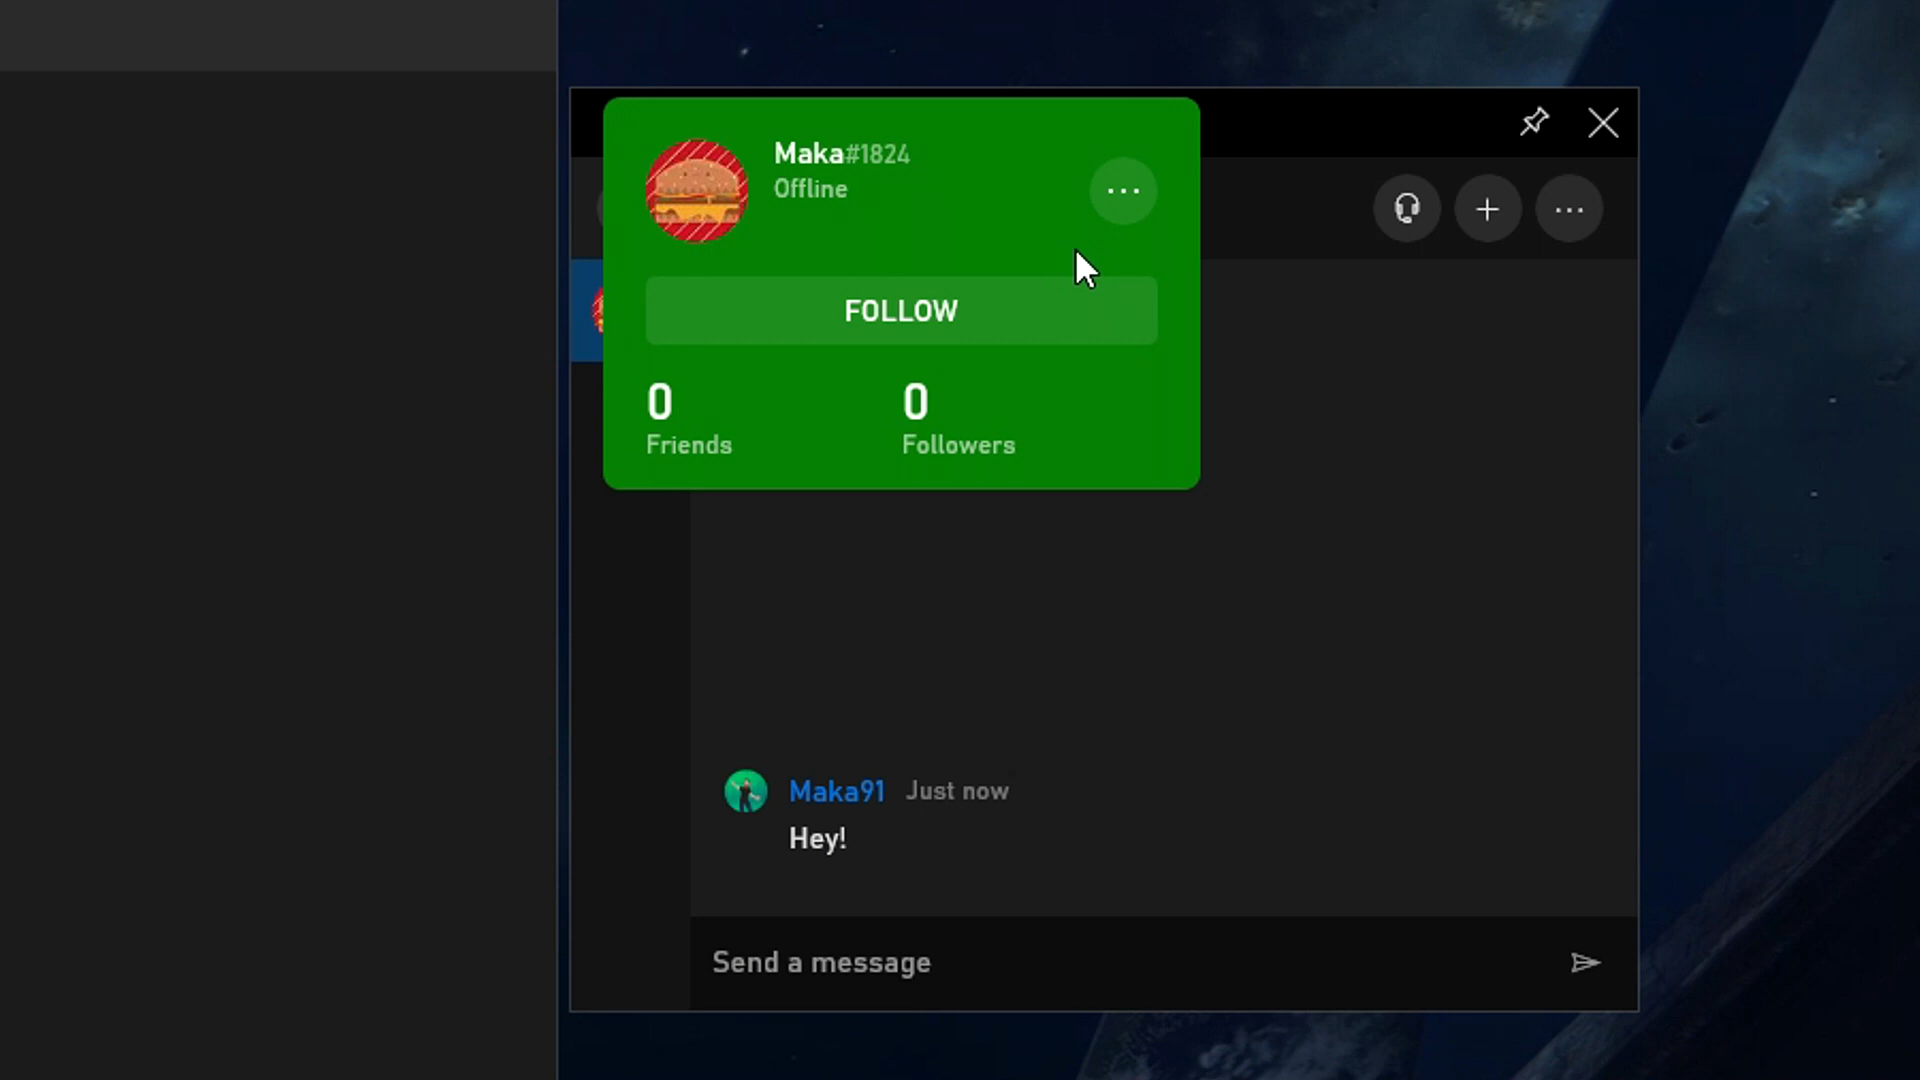 Maka#1824
Offline
FOLLOW
0 0
Friends Followers
Maka91 Just now
Hey!
Send a message